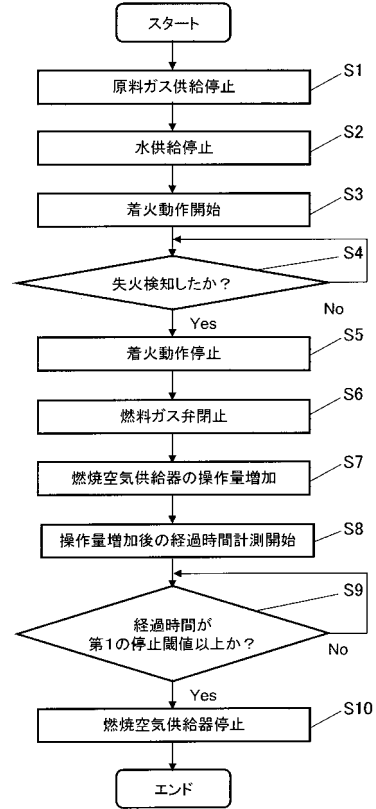 スタート
原料ガス供給停止
S1
水供給停止
S2
着火動作開始
S3
失火検知したか？
S4
No
Yes
着火動作停止
S5
燃料ガス弁閉止
S6
燃焼空気供給器の操作量増加
S7
操作量増加後の経過時間計測開始
S8
経過時間が
第1の停止閾値以上か？
S9
No
Yes
燃焼空気供給器停止
S10
エンド